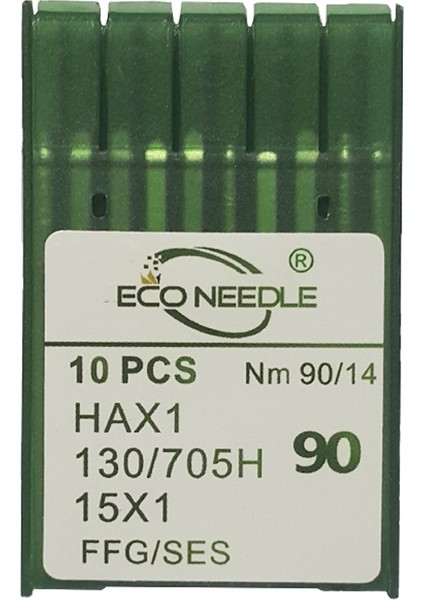 ®
ECO NEEDLE
10 PCS Nm 90/14
HAX1
130/705H 90
15X1
FFG/SES